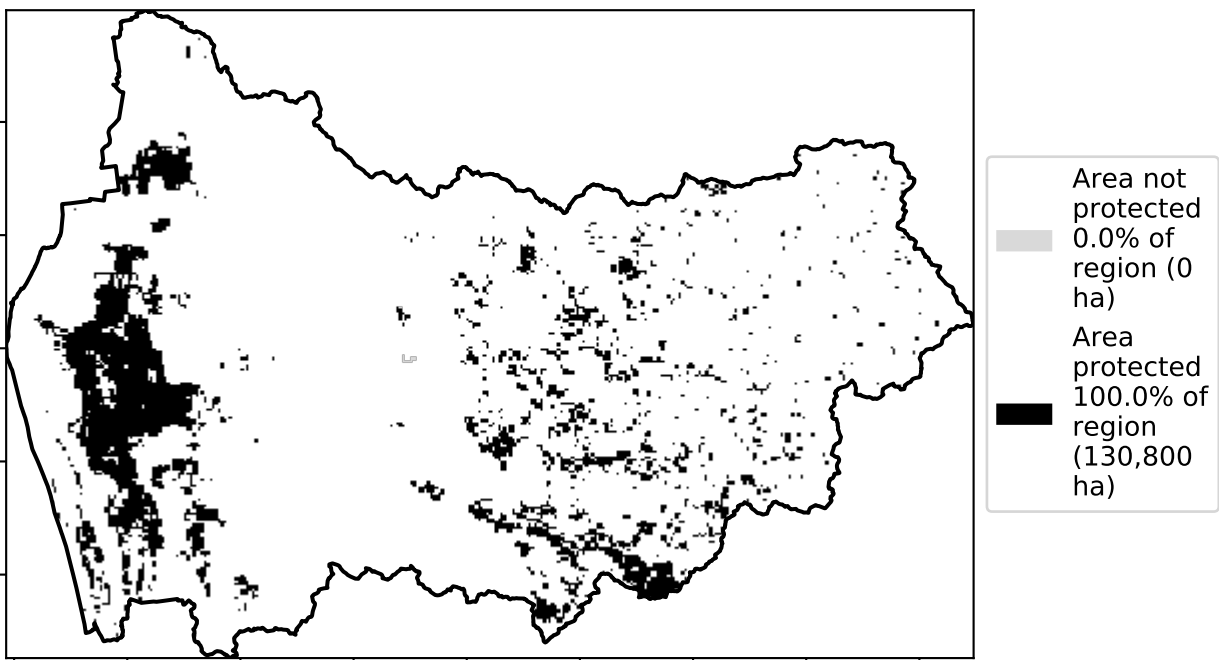 Area not
protected
0.0% of
region (0
ha)
Area
protected
100.0% of
region
(130,800
ha)